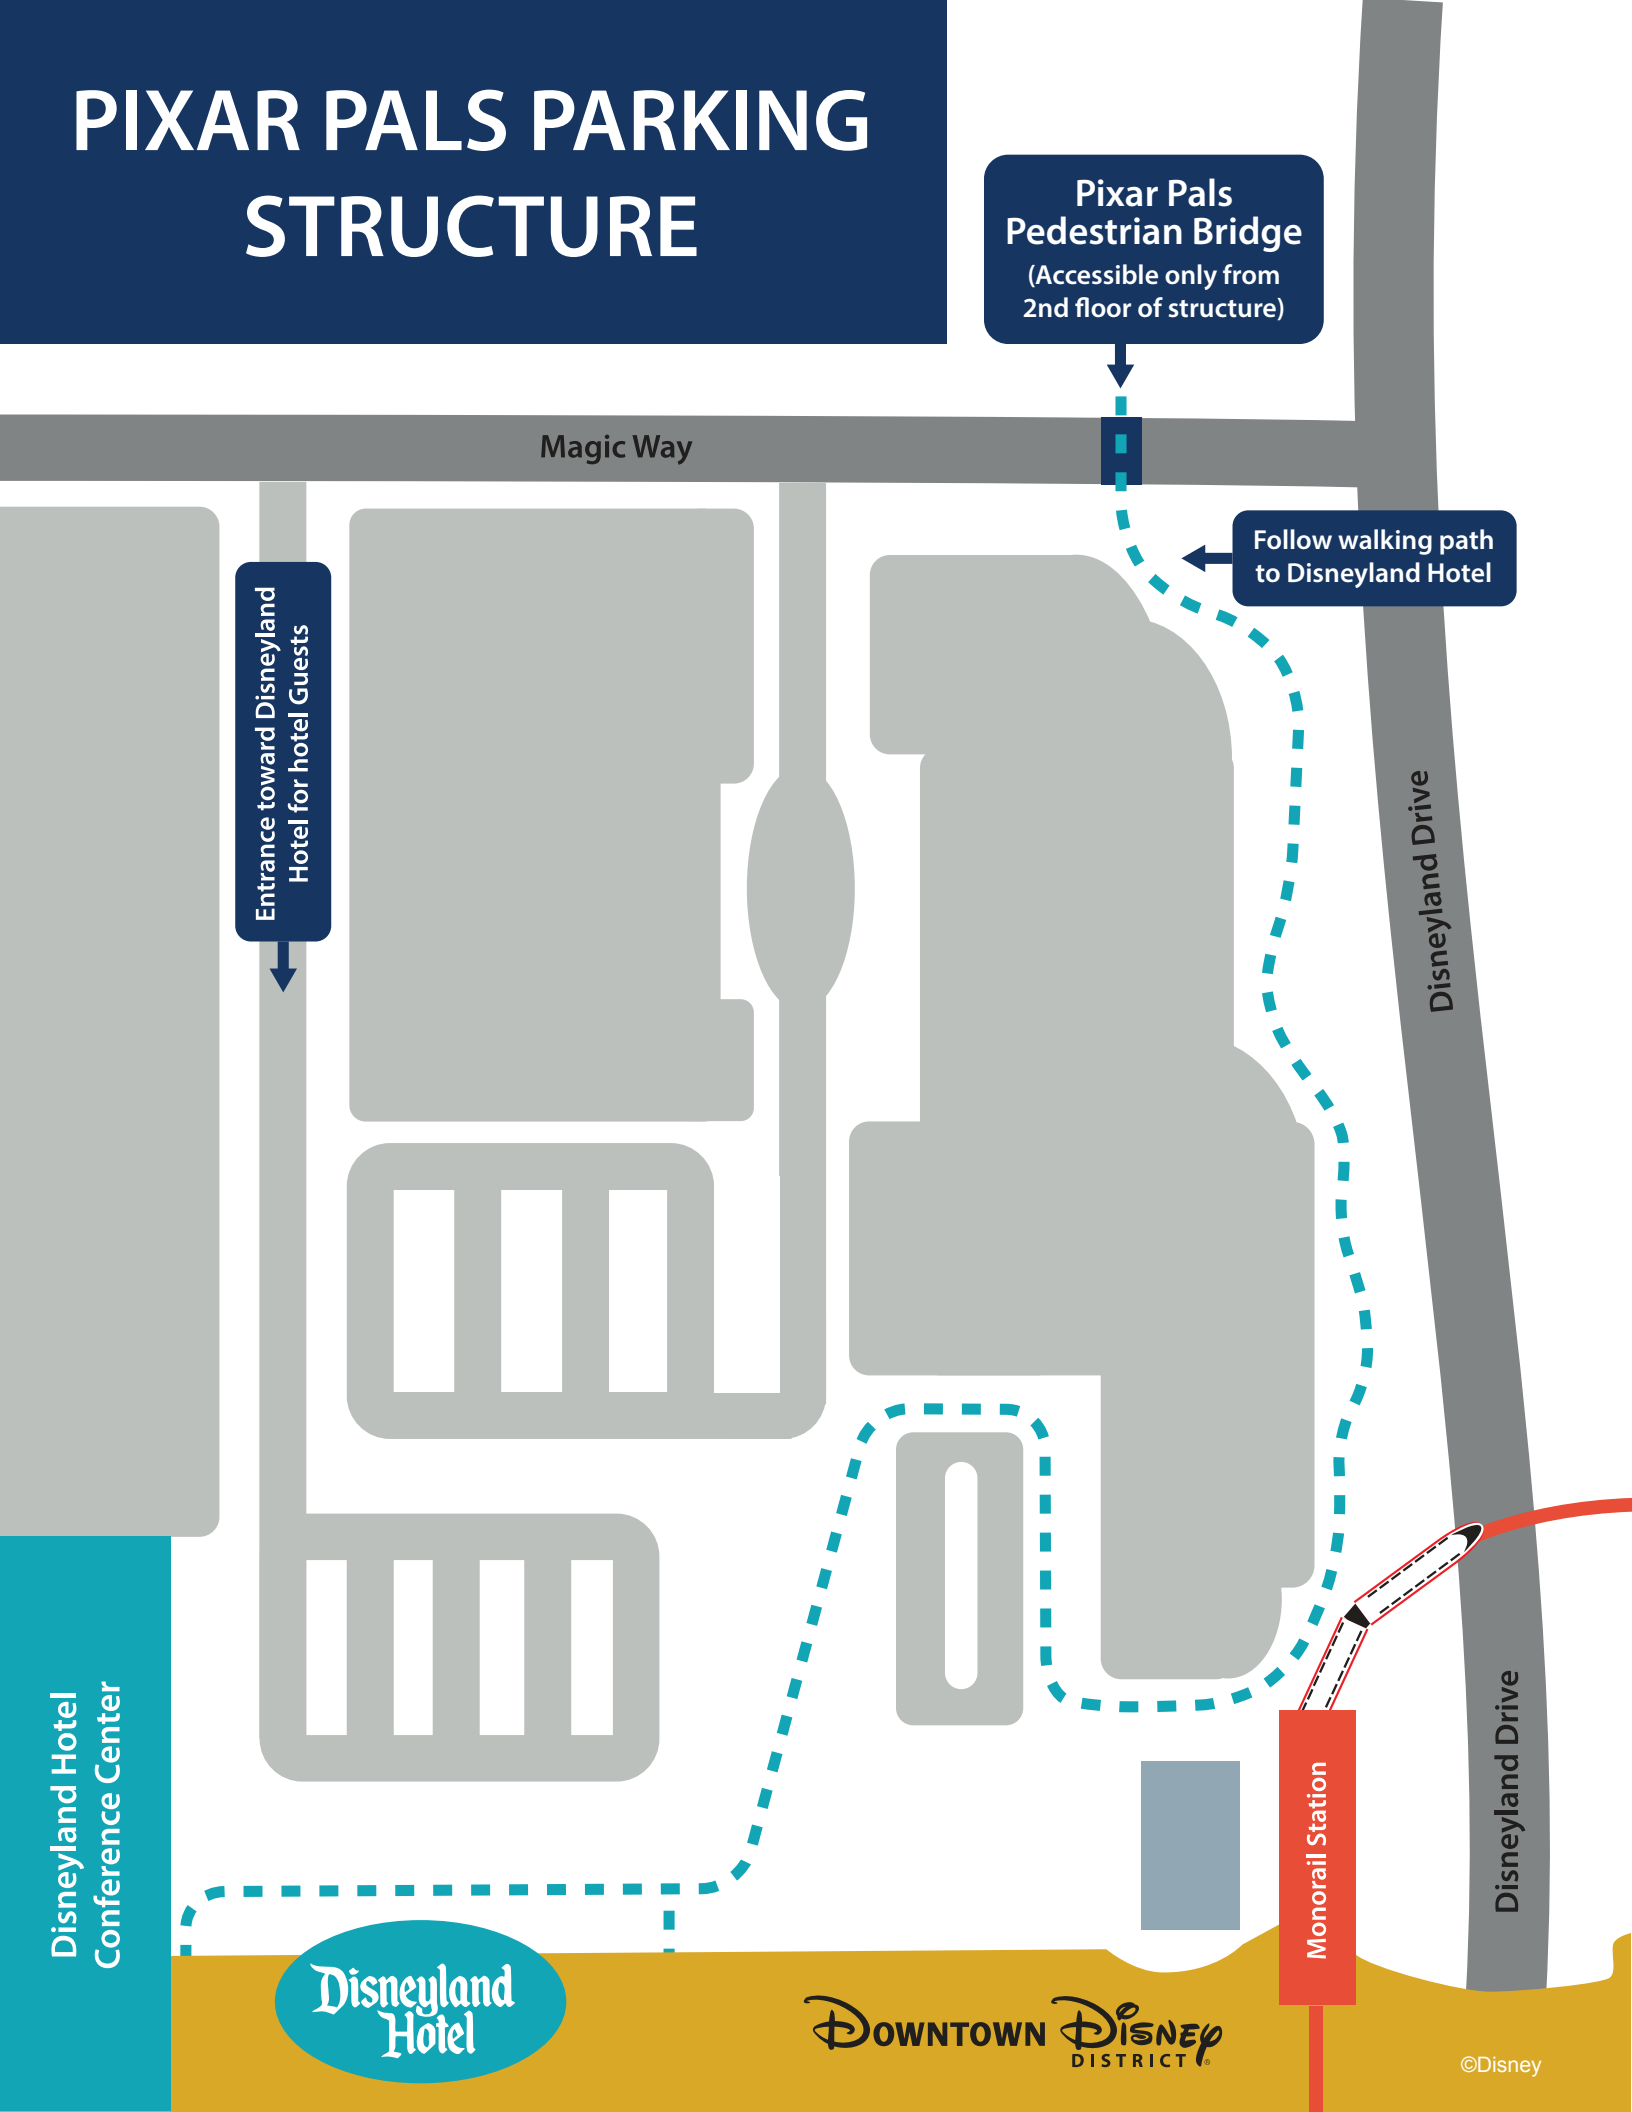 PIXAR PALS PARKING
STRUCTURE
Pixar Pals
Pedestrian Bridge
(Accessible only from
2nd floor of structure)
Magic Way
Follow walking path
to Disneyland Hotel
Entrance toward Disneyland
Hotel for hotel Guests
Disneyland Drive
Disneyland Hotel
Conference Center
Monorail Station
Disneyland Drive
Disneyland
Hotel
DOWNTOWN DISNEY
DISTRICT ®
©Disney